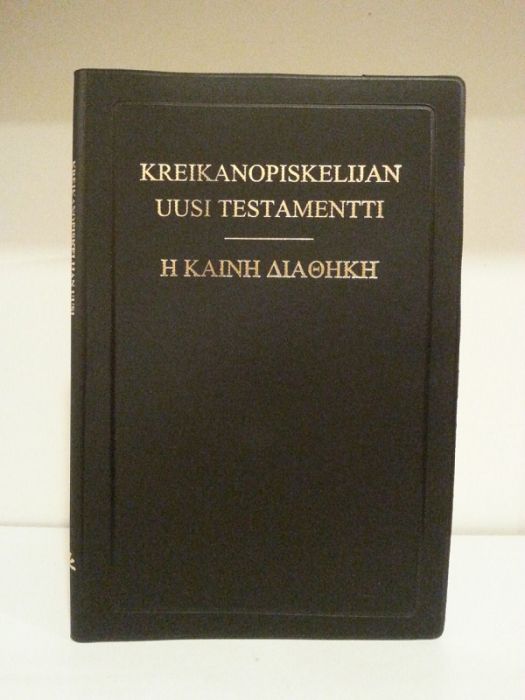 KREIKANOPISKELIJAN
UUSI TESTAMENTTI
Η ΚΑΙΝΗ ΔΙΑΘΗΚΗ